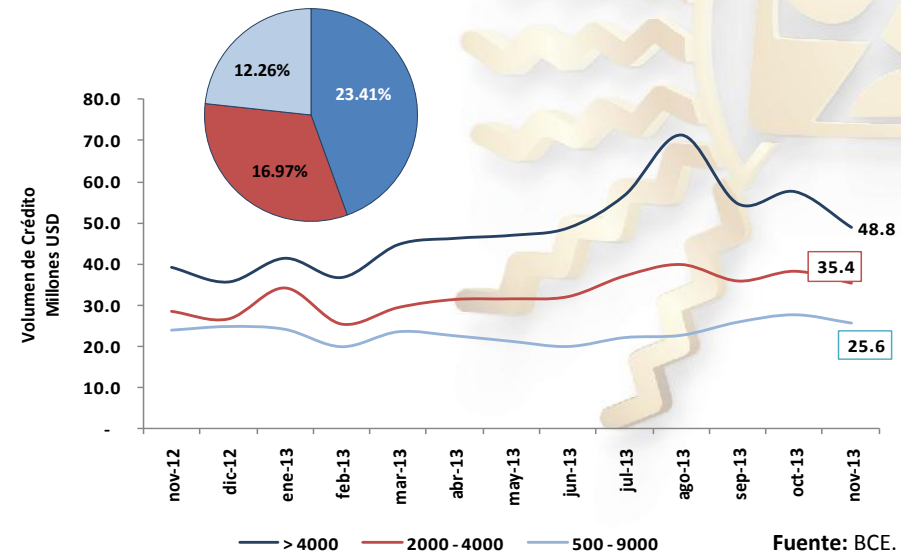 12.26%
23.41%
16.97%
Volumen de Crédito
Millones USD
80.0
70.0
60.0
50.0
40.0
30.0
20.0
10.0
-
48.8
35.4
25.6
nov-12
dic-12
ene-13
feb-13
mar-13
abr-13
may-13
jun-13
jul-13
ago-13
sep-13
oct-13
nov-13
> 4000
2000 - 4000
500 - 9000
Fuente: BCE.